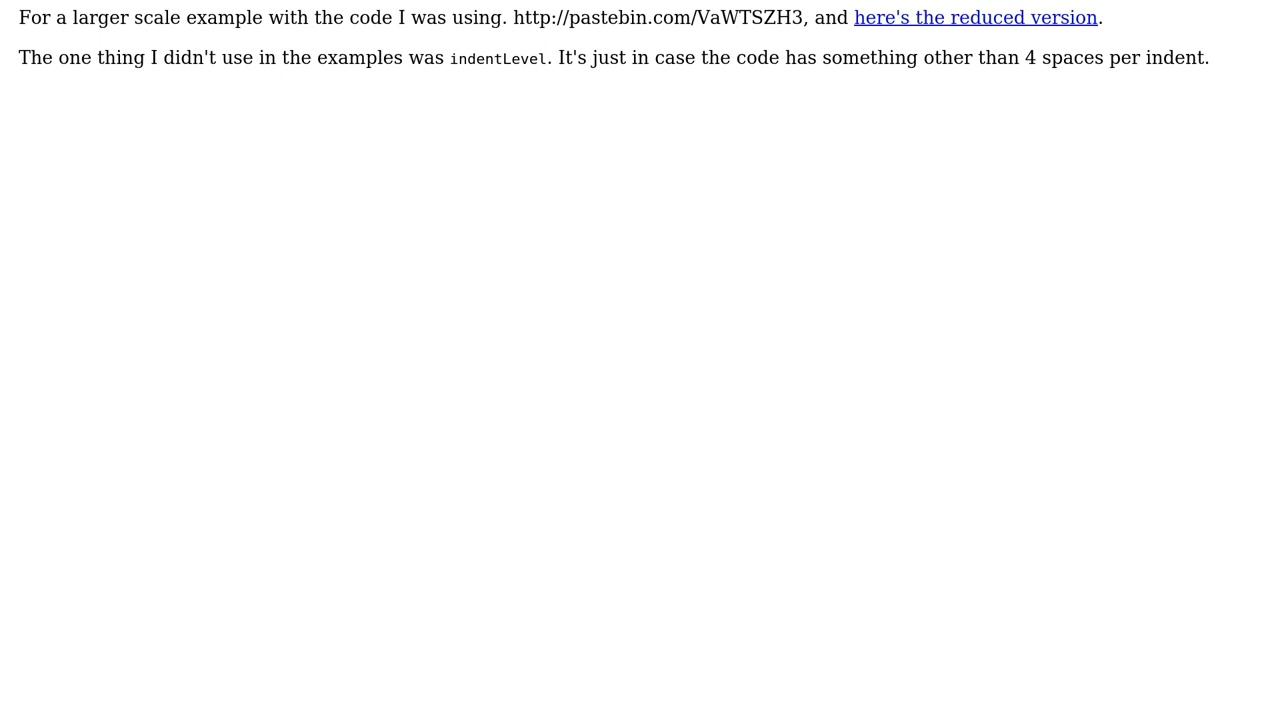 For a larger scale example with the code I was using. http://pastebin.com/VaWTSZH3, and here's the reduced version.
The one thing I didn't use in the examples was indentLevel. It's just in case the code has something other than 4 spaces per indent.